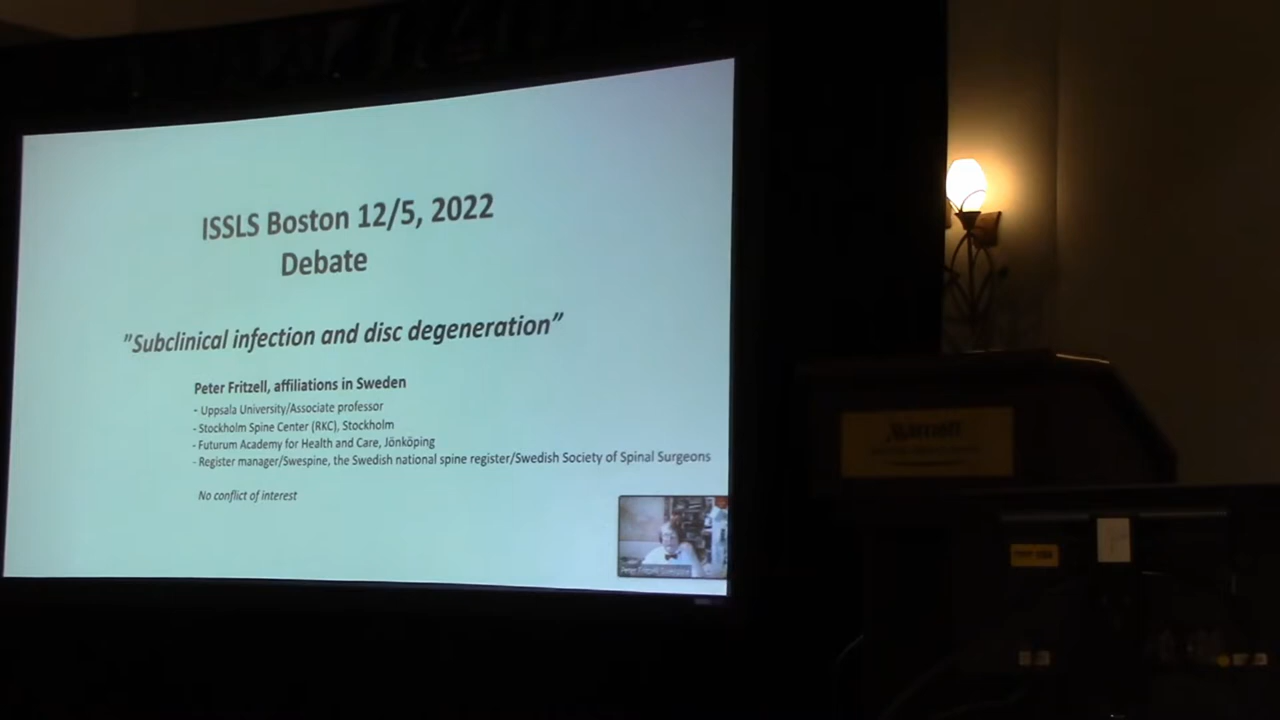 ISSLS Boston 12/5, 2022
Debate
”Subclinical infection and disc degeneration”
Peter Fritzell, affiliations in Sweden
- Uppsala University/Associate professor
- Stockholm Spine Center (RKC), Stockholm
- Futurum Academy for Health and Care, Jönköping
- Register manager/Swespine, the Swedish national spine register/Swedish Society of Spinal Surgeons
No conflict of interest
Peter Fritzell
Marriott